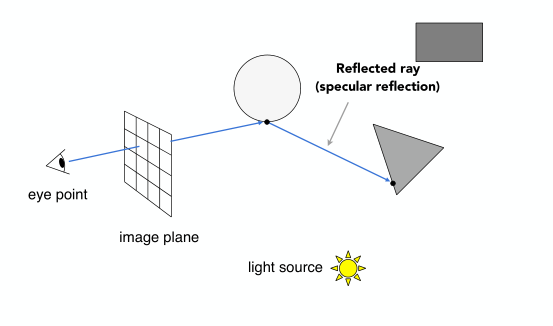 Reflected ray
(specular reflection)
eye point
image plane
light source